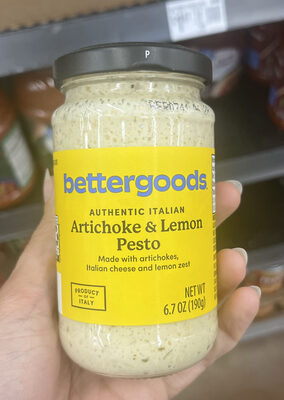 P
bettergoods
AUTHENTIC ITALIAN
Artichoke & Lemon
Pesto
Made with artichokes,
Italian cheese and lemon zest
PRODUCT
OF
ITALY
NET WT
6.7 OZ (190g)